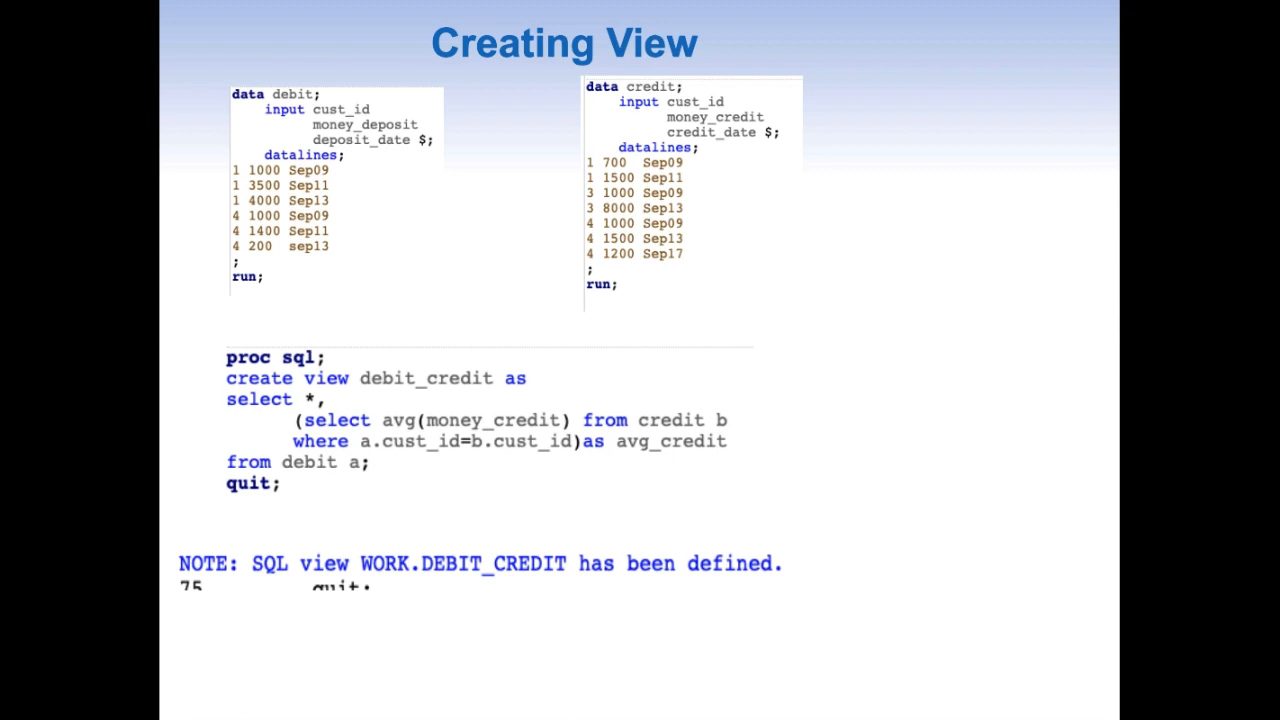 Creating View
data debit;
input cust_id
money_deposit
deposit_date $;
datalines;
1 1000 Sep09
1 3500 Sep11
1 4000 Sep13
4 1000 Sep09
4 1400 Sep11
4 200 sep13
;
run;
data credit;
input cust_id
money_credit
credit_date $;
datalines;
1 700 Sep09
1 1500 Sep11
3 1000 Sep09
3 8000 Sep13
4 1000 Sep09
4 1500 Sep13
4 1200 Sep17
;
run;
proc sql;
create view debit_credit as
select *,
(select avg(money_credit) from credit b
where a.cust_id=b.cust_id)as avg_credit
from debit a;
quit;
NOTE: SQL view WORK.DEBIT_CREDIT has been defined.
75 quit;